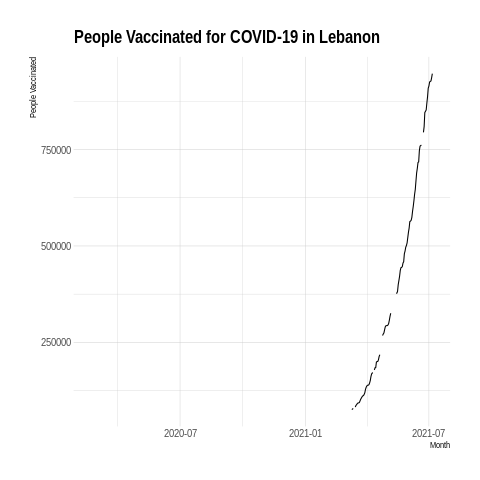 People Vaccinated for COVID-19 in Lebanon
People Vaccinated
750000
500000
250000
2020-07
2021-01
2021-07
Month